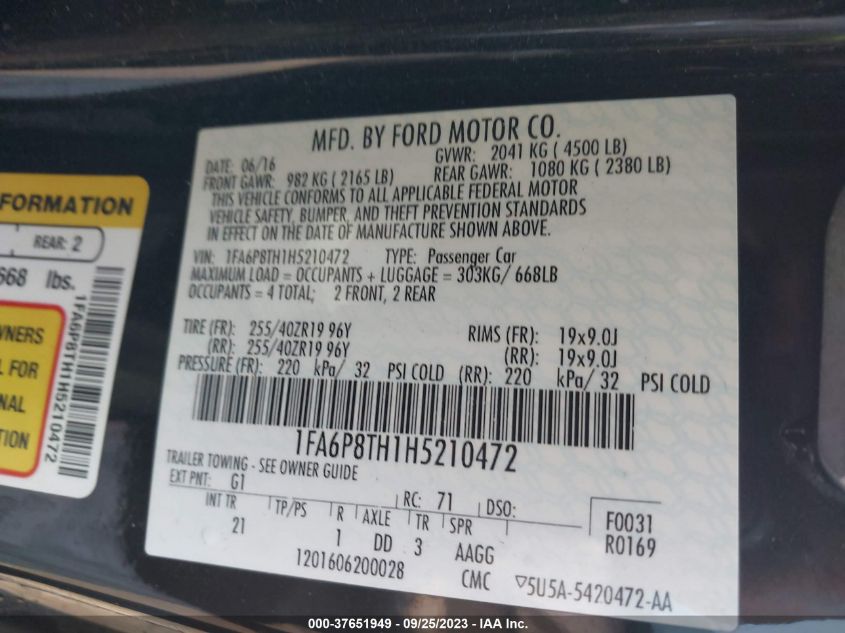 MFD. BY FORD MOTOR CO.
DATE: 06/16
GVWR: 2041 KG ( 4500 LB)
FRONT GAWR: 982 KG ( 2165 LB)
REAR GAWR: 1080 KG ( 2380 LB)
THIS VEHICLE CONFORMS TO ALL APPLICABLE FEDERAL MOTOR
VEHICLE SAFETY, BUMPER, AND THEFT PREVENTION STANDARDS
IN EFFECT ON THE DATE OF MANUFACTURE SHOWN ABOVE.
VIN: 1FA6P8TH1H5210472 TYPE: Passenger Car
MAXIMUM LOAD = OCCUPANTS + LUGGAGE = 303KG/ 668LB
OCCUPANTS = 4 TOTAL; 2 FRONT, 2 REAR
TIRE (FR): 255/40ZR19 96Y RIMS (FR): 19x9.0J
(RR): 255/40ZR19 96Y (RR): 19x9.0J
PRESSURE (FR): 220 kPa/ 32 PSI COLD (RR): 220 kPa/ 32 PSI COLD
1FA6P8TH1H5210472
TRAILER TOWING - SEE OWNER GUIDE
EXT PNT: G1 RC: 71 DSO:
F0031
R0169
INT TR TP/PS R AXLE TR SPR
21 1 DD 3 AAGG
1201606200028 CMC ▽5U5A-5420472-AA
FORMATION
REAR: 2
668 lbs.
WNERS
L FOR
NAL
TION
1FA6P8TH1H5210472
000-37651949 - 09/25/2023 - IAA Inc.